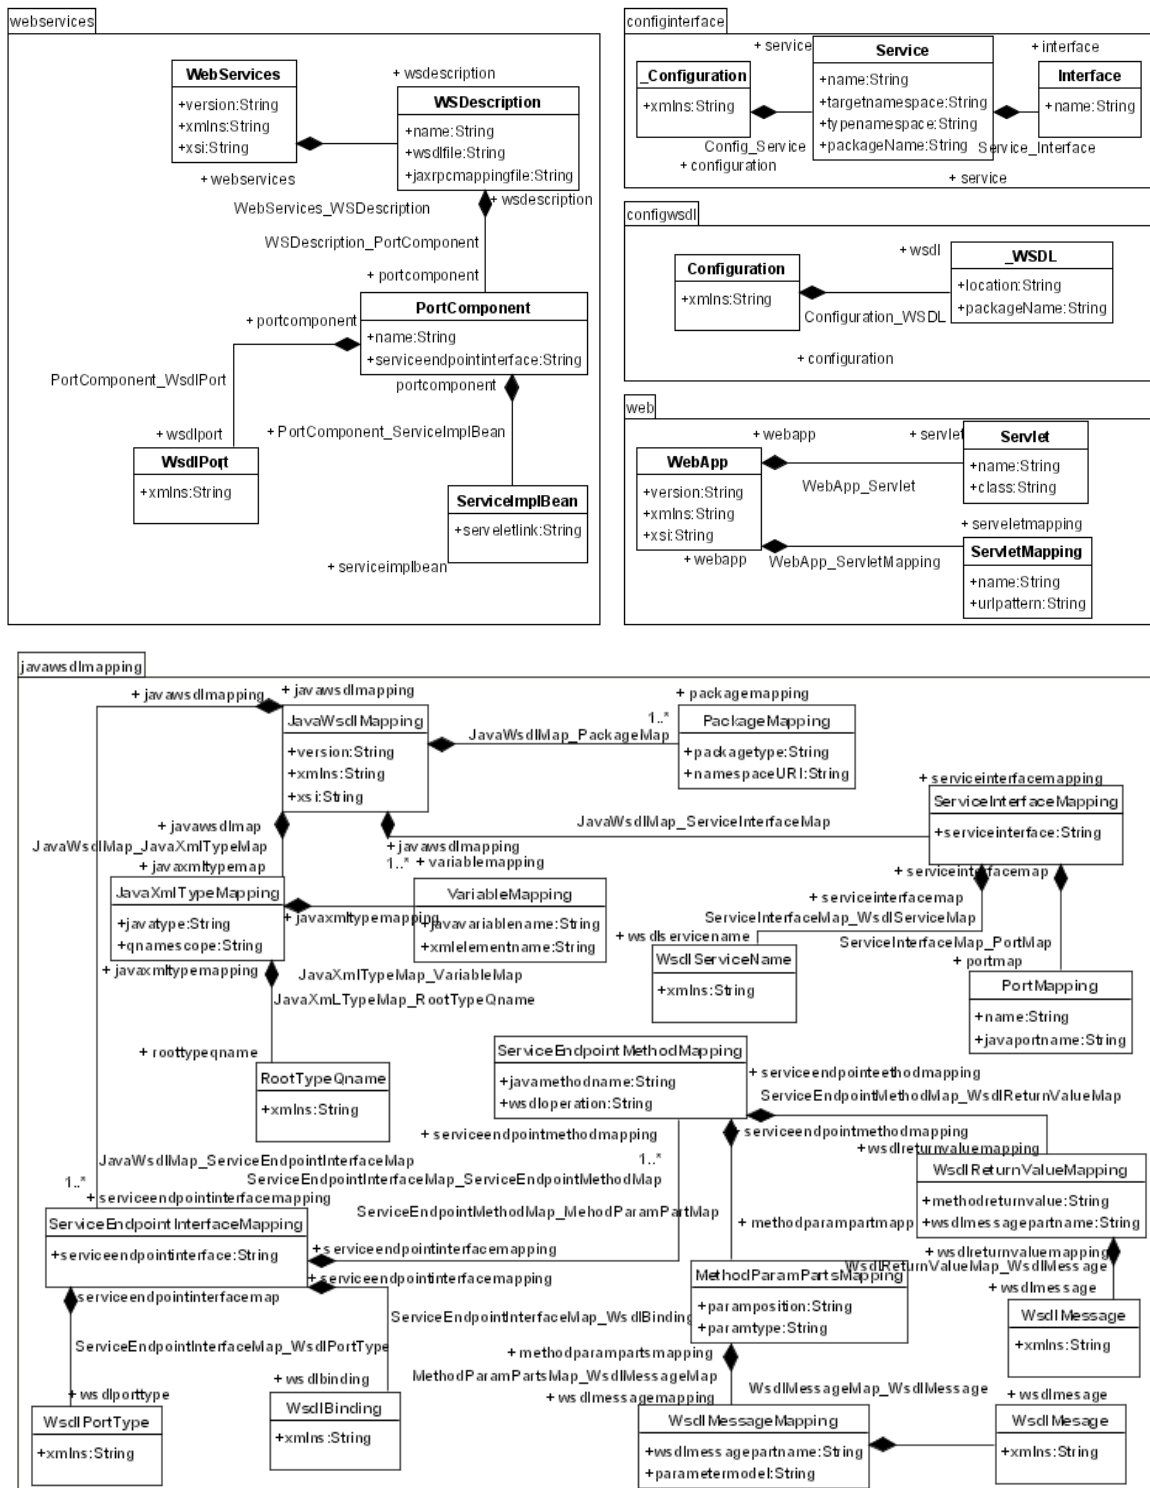 webservices
WebServices
+version:String
+xmlns:String
+xsi:String
+ webservices
+ wsdescription
WSDescription
+name:String
+wsdlfile:String
+jaxrpcmappingfile:String
+ wsdescription
WebServices_WSDescription
WSDescription_PortComponent
+ portcomponent
PortComponent
+name:String
+serviceendpointinterface:String
+ portcomponent
portcomponent
PortComponent_WsdlPort
+ PortComponent_ServiceImplBean
+ wsdlport
WsdlPort
+xmlns:String
ServiceImplBean
+serveletlink:String
+ serviceimplbean
configinterface
+ service
+ interface
_Configuration
+xmlns:String
Service
+name:String
+targetnamespace:String
+typenamespace:String
+packageName:String
Interface
+name:String
Config_Service
Service_Interface
+ configuration
+ service
configwsdl
+ wsdl
Configuration
+xmlns:String
_WSDL
+location:String
+packageName:String
Configuration_WSDL
+ configuration
web
+ webapp
+ servlet
WebApp
+version:String
+xmlns:String
+xsi:String
Servlet
+name:String
+class:String
WebApp_Servlet
+ serveletmapping
+ webapp
WebApp_ServletMapping
ServletMapping
+name:String
+urlpattern:String
javawsdlmapping
+ javawsdlmapping
+ javawsdlmapping
+ packagemapping
1..*
JavaWsdlMapping
+version:String
+xmlns:String
+xsi:String
JavaWsdlMap_PackageMap
PackageMapping
+packagetype:String
+namespaceURI:String
+ serviceinterfacemapping
ServiceInterfaceMapping
+serviceinterface:String
+ javawsdlmap
JavaWsdlMap_ServiceInterfaceMap
JavaWsdlMap_JavaXmlTypeMap
+ javawsdlmapping
1..*
+ variablemapping
+ javaxmltypemap
JavaXmlTypeMapping
+javatype:String
+qnamescope:String
VariableMapping
+javavariablename:String
+xmlelementname:String
+ javaxmltypemapping
+ serviceinterfacemap
+ serviceinterfacemap
ServiceInterfaceMap_WsdlServiceMap
+ wsdlservicename
ServiceInterfaceMap_PortMap
+ portmap
+ javaxmltypemapping
JavaXmlTypeMap_VariableMap
JavaXmLTypeMap_RootTypeQname
WsdlServiceName
+xmlns:String
PortMapping
+name:String
+javaportname:String
+ roottypeqname
RootTypeQname
+xmlns:String
ServiceEndpointMethodMapping
+javamethodname:String
+wsdloperation:String
+ serviceendpointeethodmapping
ServiceEndpointMethodMap_WsdlReturnValueMap
+ serviceendpointmethodmapping
+ serviceendpointmethodmapping
+wsdlreturnvaluemapping
JavaWsdlMap_ServiceEndpointInterfaceMap
1..*
WsdlReturnValueMapping
+methodreturnvalue:String
+wsdlmessagepartname:String
1..*
ServiceEndpointInterfaceMap_ServiceEndpointMethodMap
+ serviceendpointinterfacemapping
ServiceEndpointMethodMap_MehodParamPartMap
+ methodparampartmapp
ServiceEndpointInterfaceMapping
+serviceendpointinterface:String
+ serviceendpointinterfacemapping
+ serviceendpointinterfacemapping
+ wsdlreturnvaluemapping
WsdlReturnValueMap_WsdlMessage
+ wsdlmessage
serviceendpointinterfacemap
MethodParamPartsMapping
+paramposition:String
+paramtype:String
WsdlMessage
+xmlns:String
ServiceEndpointInterfaceMap_WsdlBinding
ServiceEndpointInterfaceMap_WsdlPortType
+ methodparampartsmapping
MethodParamPartsMap_WsdlMessageMap
+ wsdlbinding
+ wsdlporttype
+ wsdlmessagemapping
WsdlMessageMap_WsdlMessage
+ wsdlmesage
WsdlPortType
+xmlns:String
WsdlBinding
+xmlns:String
WsdlMessageMapping
+wsdlmessagepartname:String
+parametermodel:String
WsdlMesage
+xmlns:String